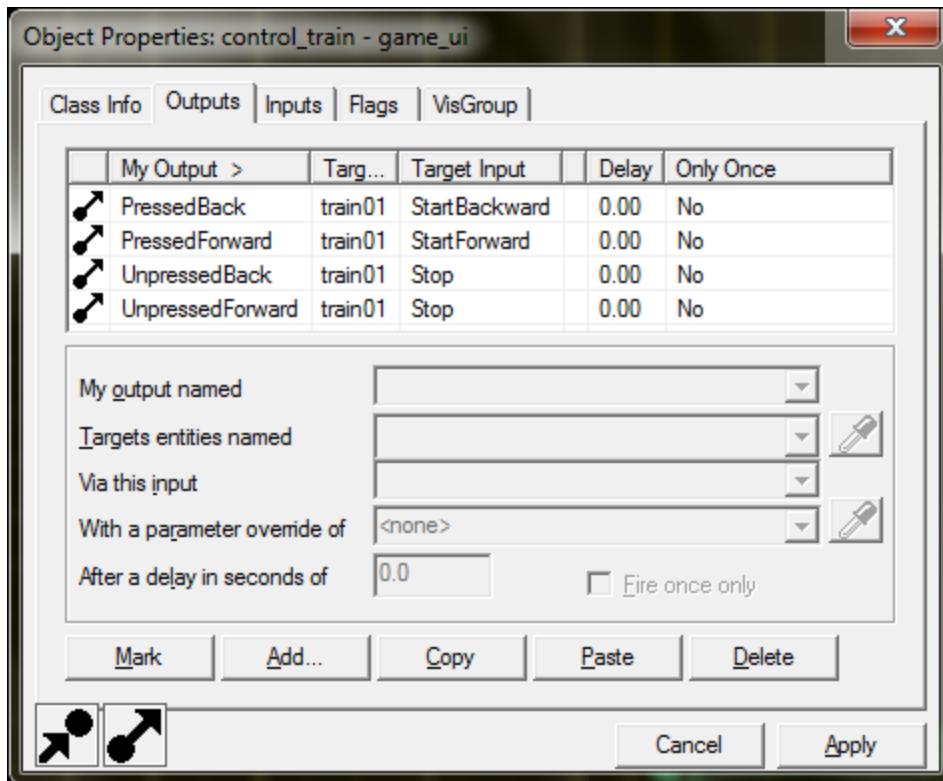 Object Properties: control_train - game_ui
Class Info Outputs Inputs Flags VisGroup
My Output > Targ... Target Input Delay Only Once
PressedBack train01 StartBackward 0.00 No
PressedForward train01 StartForward 0.00 No
UnpressedBack train01 Stop 0.00 No
UnpressedForward train01 Stop 0.00 No
My output named
Targets entities named
Via this input
With a parameter override of <none>
After a delay in seconds of 0.0 Fire once only
Mark Add... Copy Paste Delete
Cancel Apply